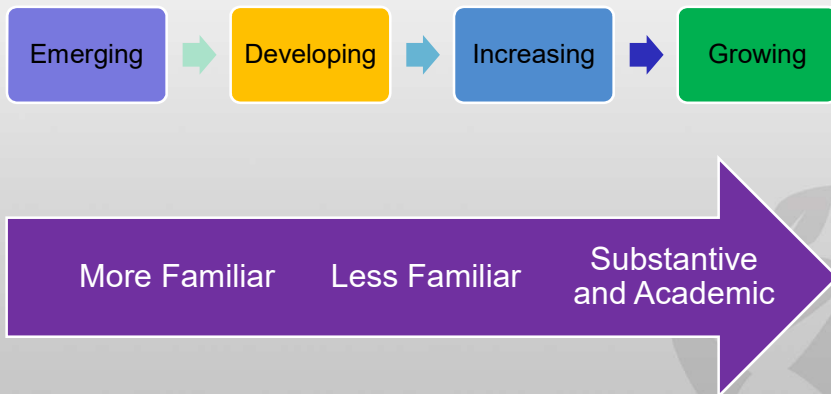 Emerging
Developing
Increasing
Growing
More Familiar
Less Familiar
Substantive
and Academic